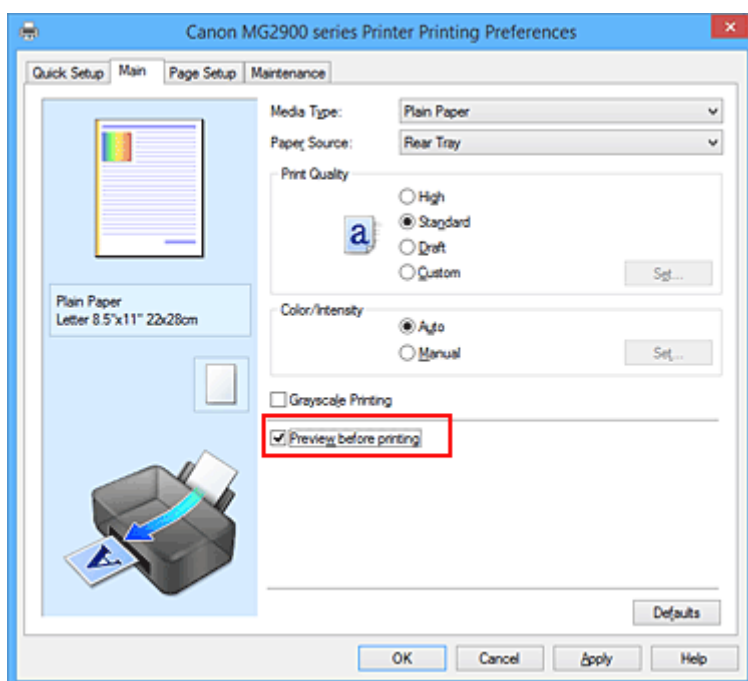 Canon MG2900 series Printer Printing Preferences
Quick Setup Main Page Setup Maintenance
Media Type: Plain Paper
Paper Source: Rear Tray
Print Quality
High
a Standard
Draft
Custom Set...
Plain Paper
Letter 8.5"x11" 22x28cm
Color/Intensity
Auto
Manual Set...
Grayscale Printing
Preview before printing
A
Defaults
OK Cancel Apply Help